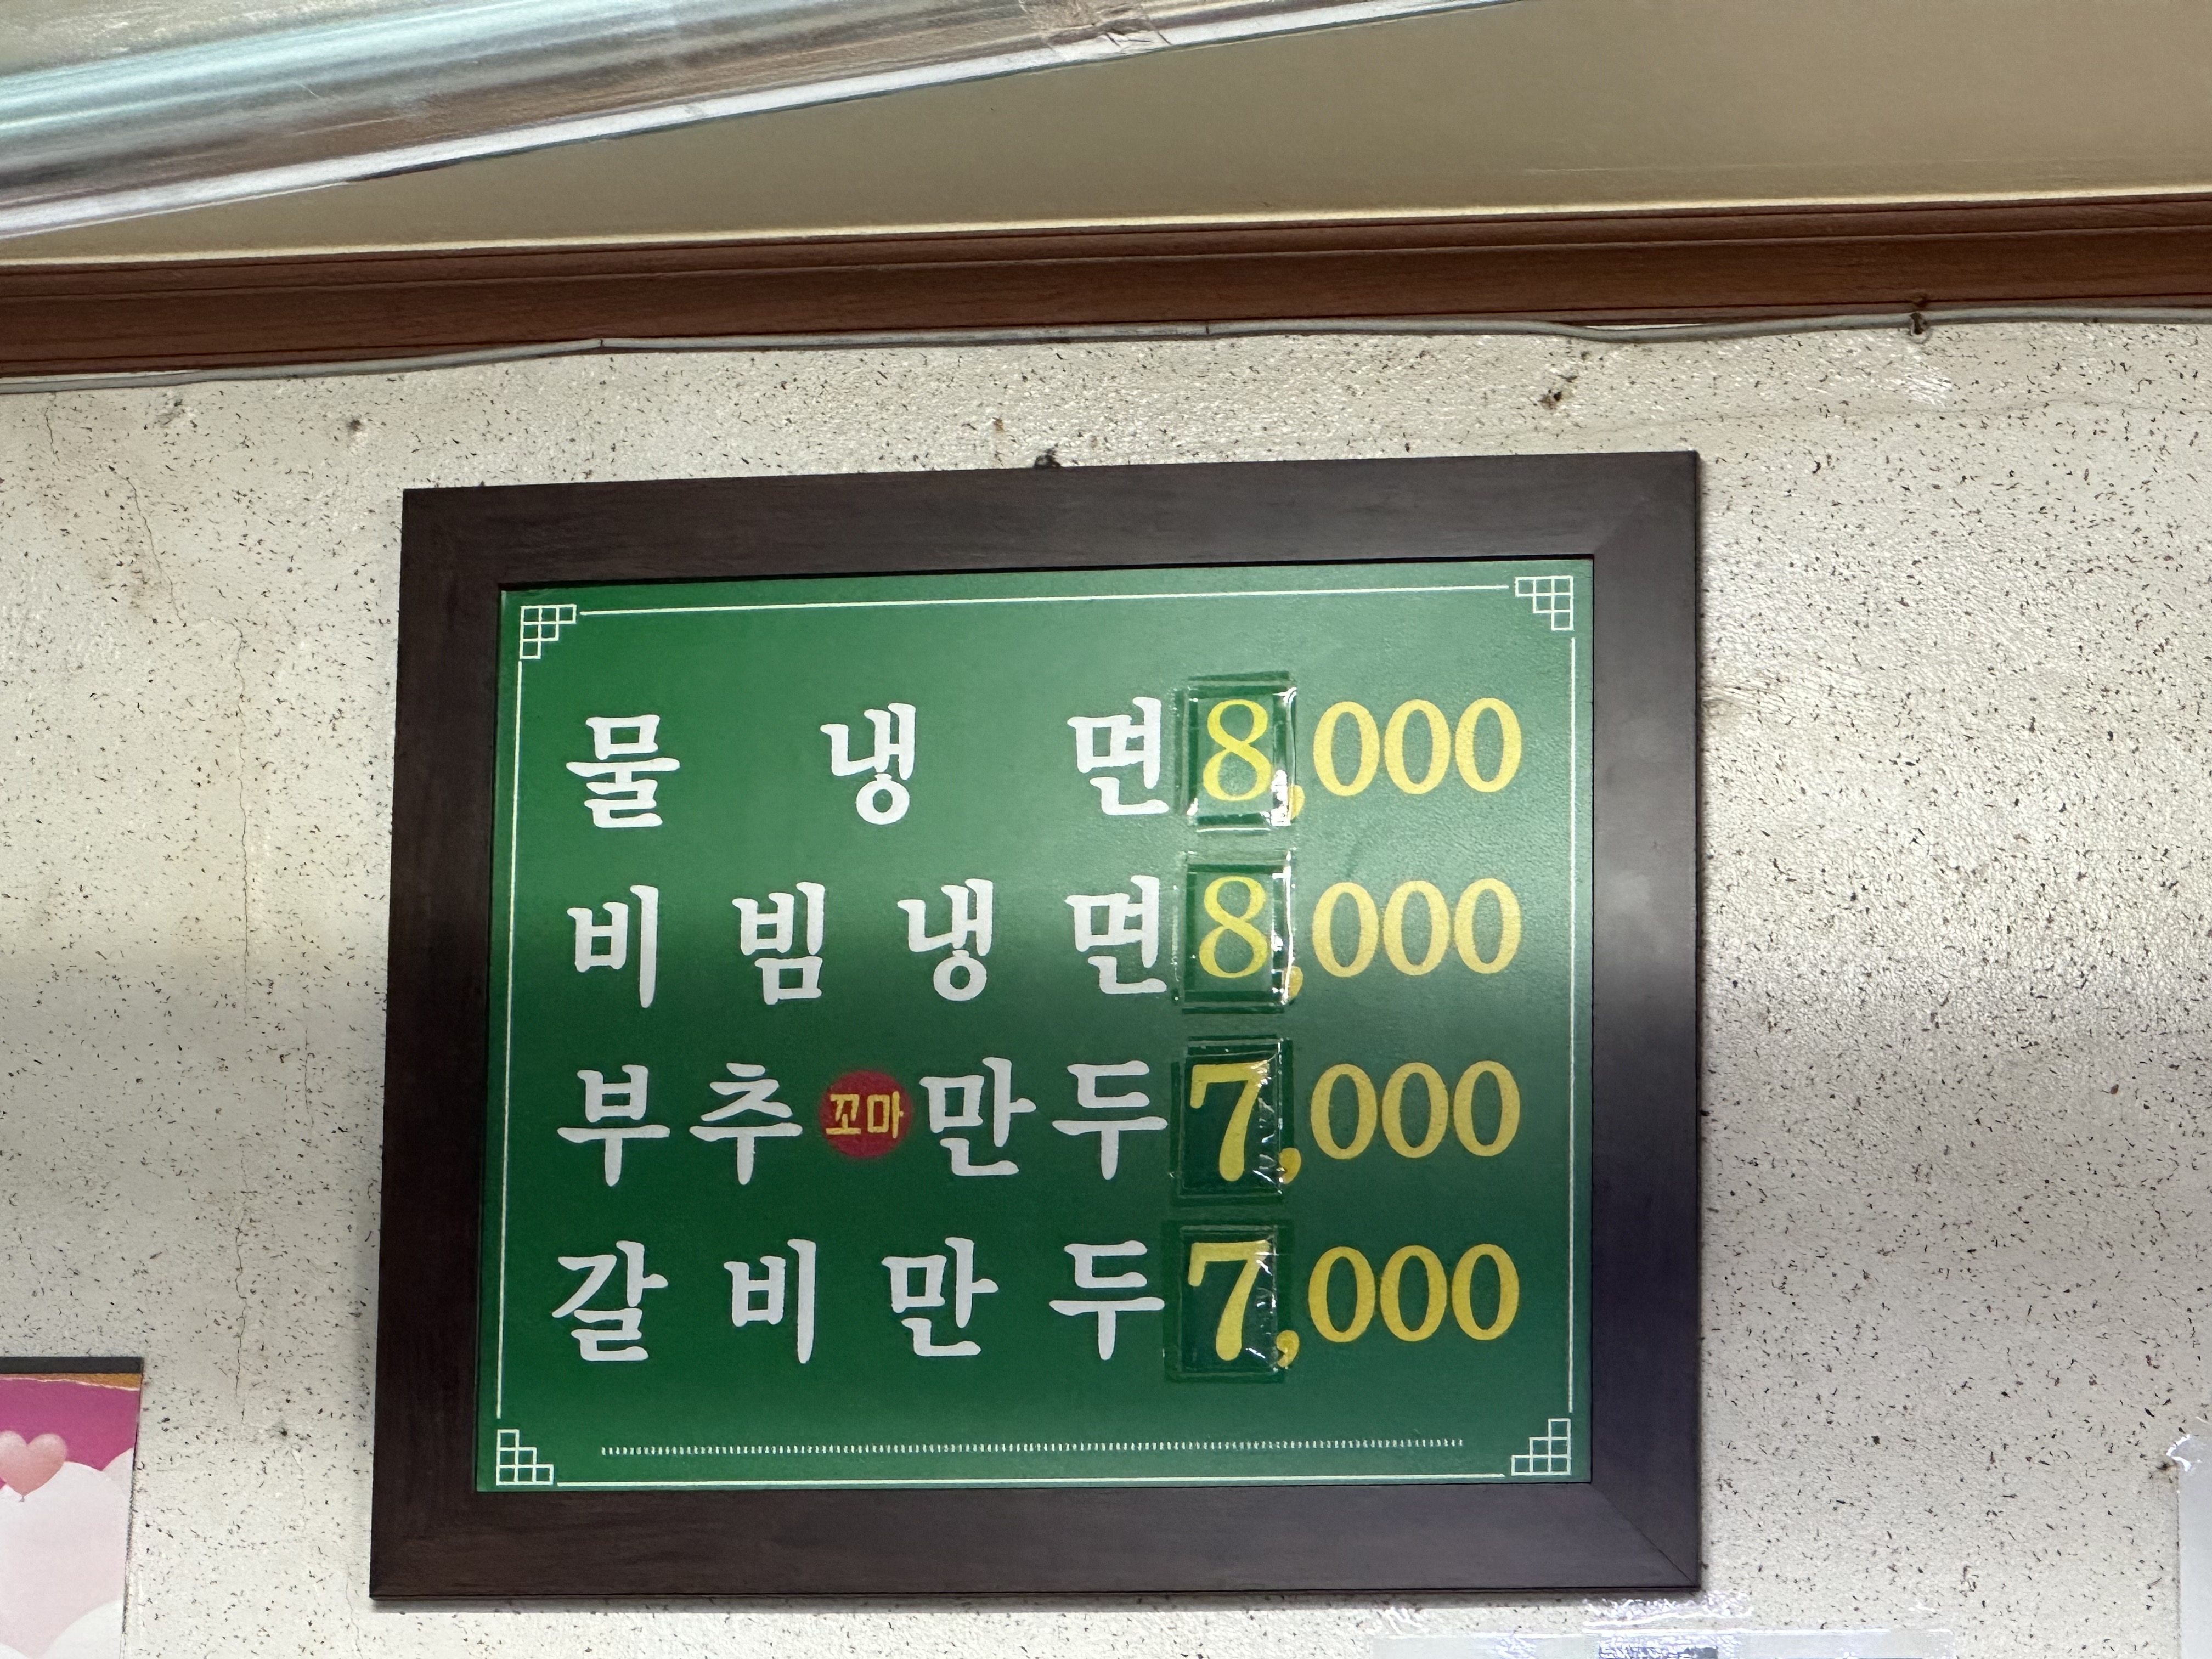 물 냉 면 8,000
비 빔 냉 면 8,000
부추 꼬마 만두 7,000
갈 비 만 두 7,000